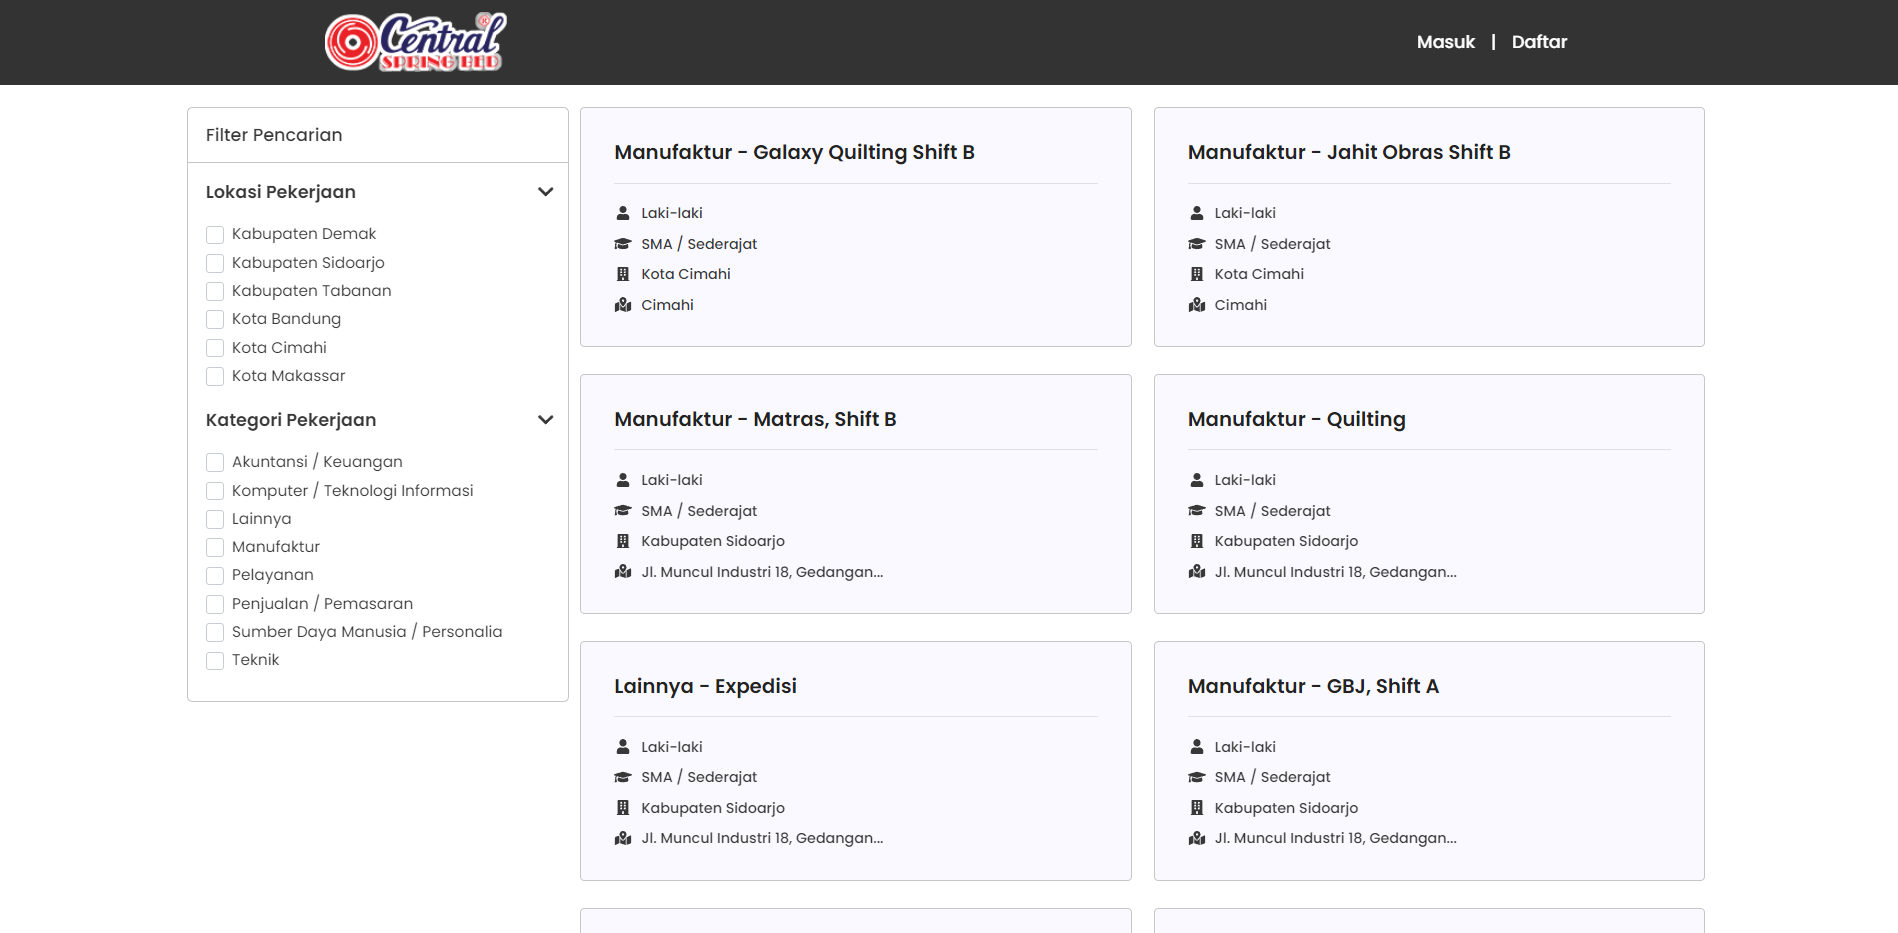 Central ®
SPRING BED
Masuk | Daftar
Filter Pencarian
Lokasi Pekerjaan
Kabupaten Demak
Kabupaten Sidoarjo
Kabupaten Tabanan
Kota Bandung
Kota Cimahi
Kota Makassar
Kategori Pekerjaan
Akuntansi / Keuangan
Komputer / Teknologi Informasi
Lainnya
Manufaktur
Pelayanan
Penjualan / Pemasaran
Sumber Daya Manusia / Personalia
Teknik
Manufaktur - Galaxy Quilting Shift B
Laki-laki
SMA / Sederajat
Kota Cimahi
Cimahi
Manufaktur - Jahit Obras Shift B
Laki-laki
SMA / Sederajat
Kota Cimahi
Cimahi
Manufaktur - Matras, Shift B
Laki-laki
SMA / Sederajat
Kabupaten Sidoarjo
Jl. Muncul Industri 18, Gedangan...
Manufaktur - Quilting
Laki-laki
SMA / Sederajat
Kabupaten Sidoarjo
Jl. Muncul Industri 18, Gedangan...
Lainnya - Expedisi
Laki-laki
SMA / Sederajat
Kabupaten Sidoarjo
Jl. Muncul Industri 18, Gedangan...
Manufaktur - GBJ, Shift A
Laki-laki
SMA / Sederajat
Kabupaten Sidoarjo
Jl. Muncul Industri 18, Gedangan...